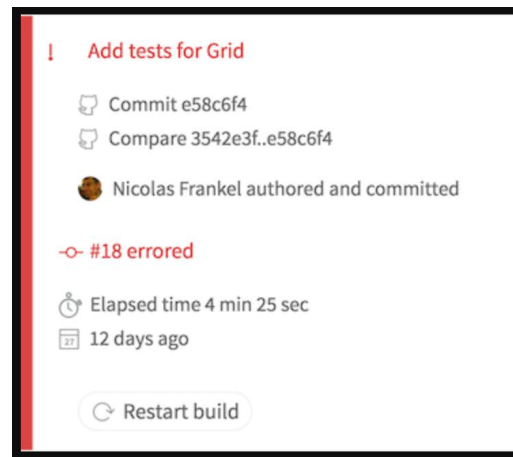 ! Add tests for Grid
Commit e58c6f4
Compare 3542e3f..e58c6f4
Nicolas Frankel authored and committed
#18 errored
Elapsed time 4 min 25 sec
27 12 days ago
Restart build